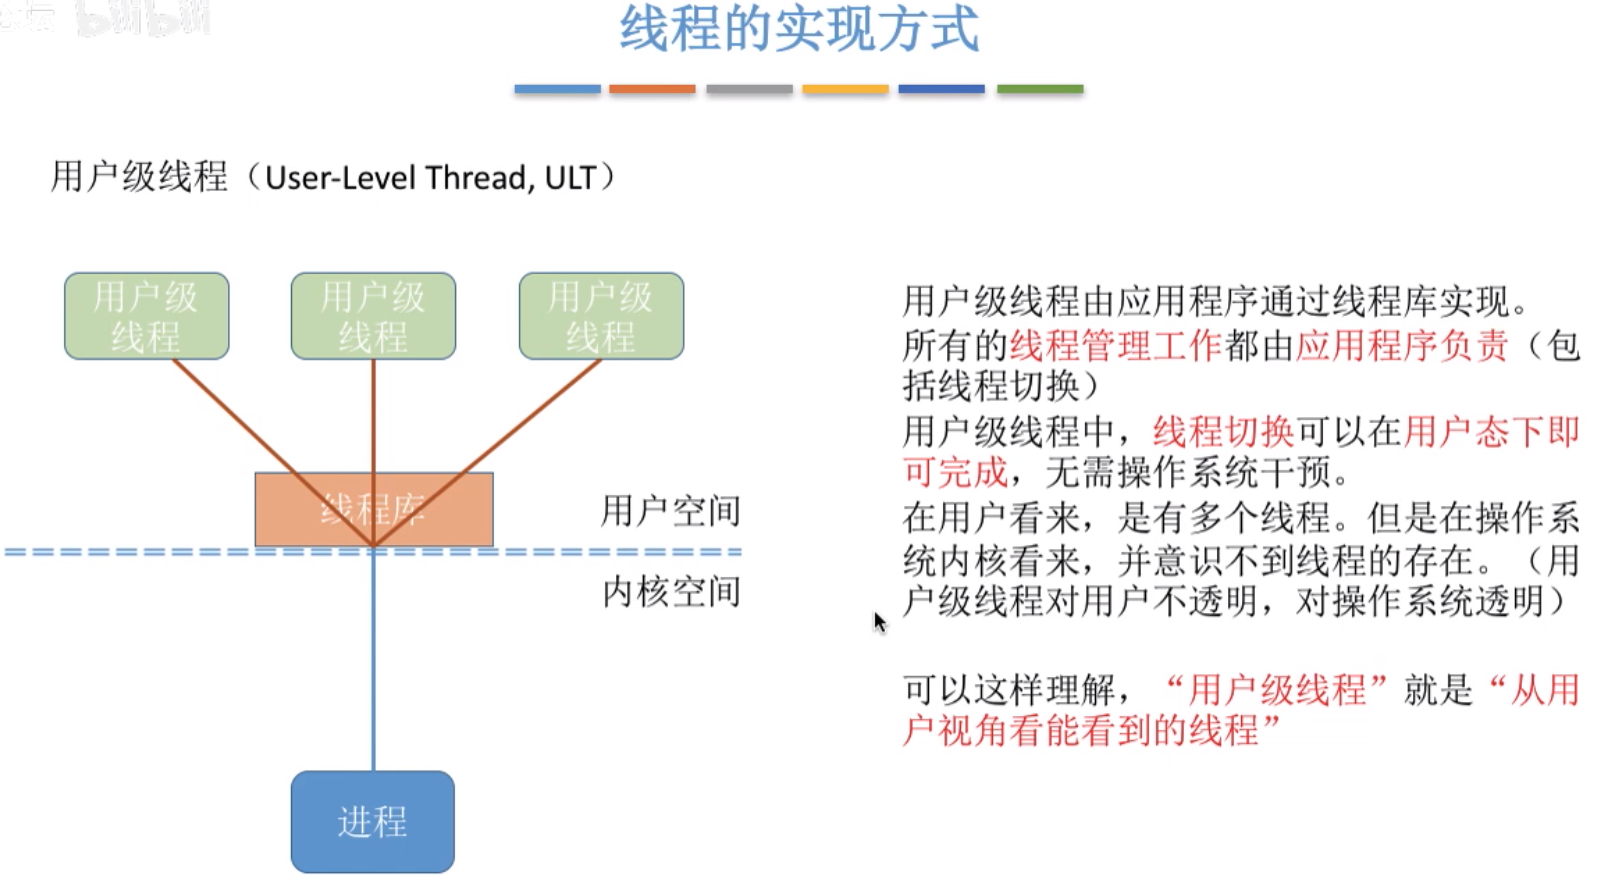 bilibili
线程的实现方式
用户级线程（User-Level Thread, ULT）
用户级
线程
用户级
线程
用户级
线程
线程库
用户空间
内核空间
进程
用户级线程由应用程序通过线程库实现。
所有的线程管理工作都由应用程序负责（包
括线程切换）
用户级线程中，线程切换可以在用户态下即
可完成，无需操作系统干预。
在用户看来，是有多个线程。但是在操作系
统内核看来，并意识不到线程的存在。（用
户级线程对用户不透明，对操作系统透明）
可以这样理解，“用户级线程”就是“从用
户视角看能看到的线程”